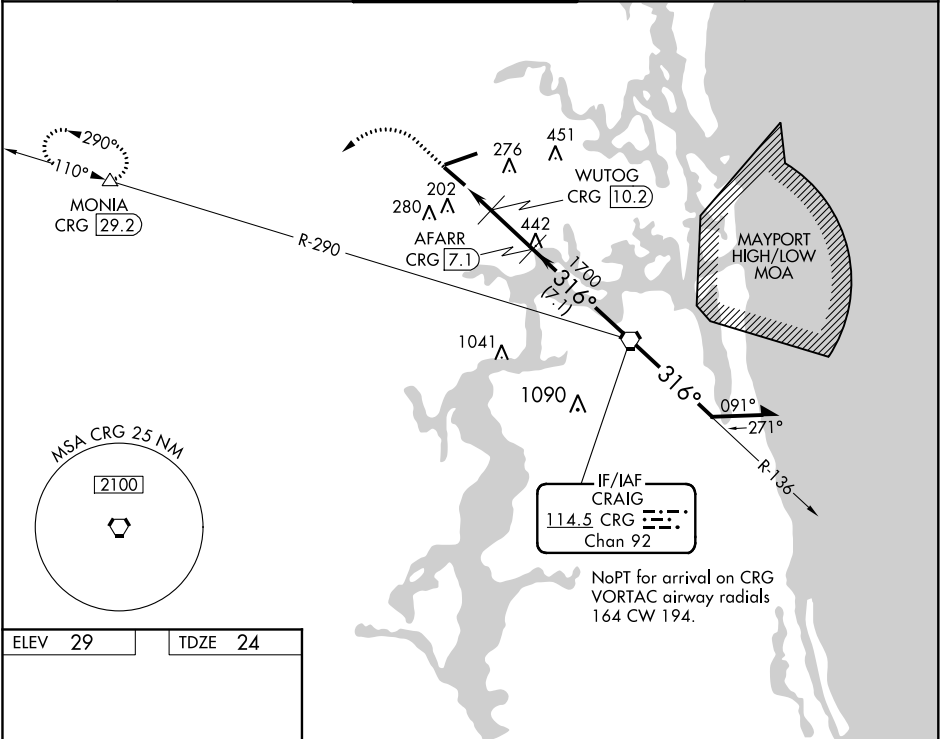 290°
110°
MONIA
CRG 29.2
R-290
276
451
WUTOG
CRG 10.2
202
280
442
AFARR
CRG 7.1
1700
316°
(7.1)
MAYPORT
HIGH/LOW
MOA
1041
1090
316°
091°
271°
R-136
MSA CRG 25 NM
2100
IF/IAF
CRAIG
114.5 CRG
Chan 92
NoPT for arrival on CRG
VORTAC airway radials
164 CW 194.
ELEV 29
TDZE 24